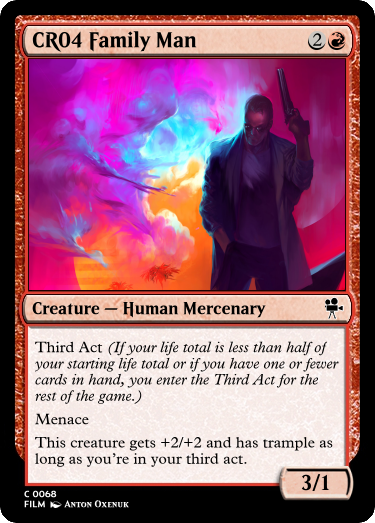 CR04 Family Man 2
Creature — Human Mercenary
Third Act (If your life total is less than half of
your starting life total or if you have one or fewer
cards in hand, you enter the Third Act for the
rest of the game.)
Menace
This creature gets +2/+2 and has trample as
long as you're in your third act.
3/1
C 0068
FILM Anton Oxenuk